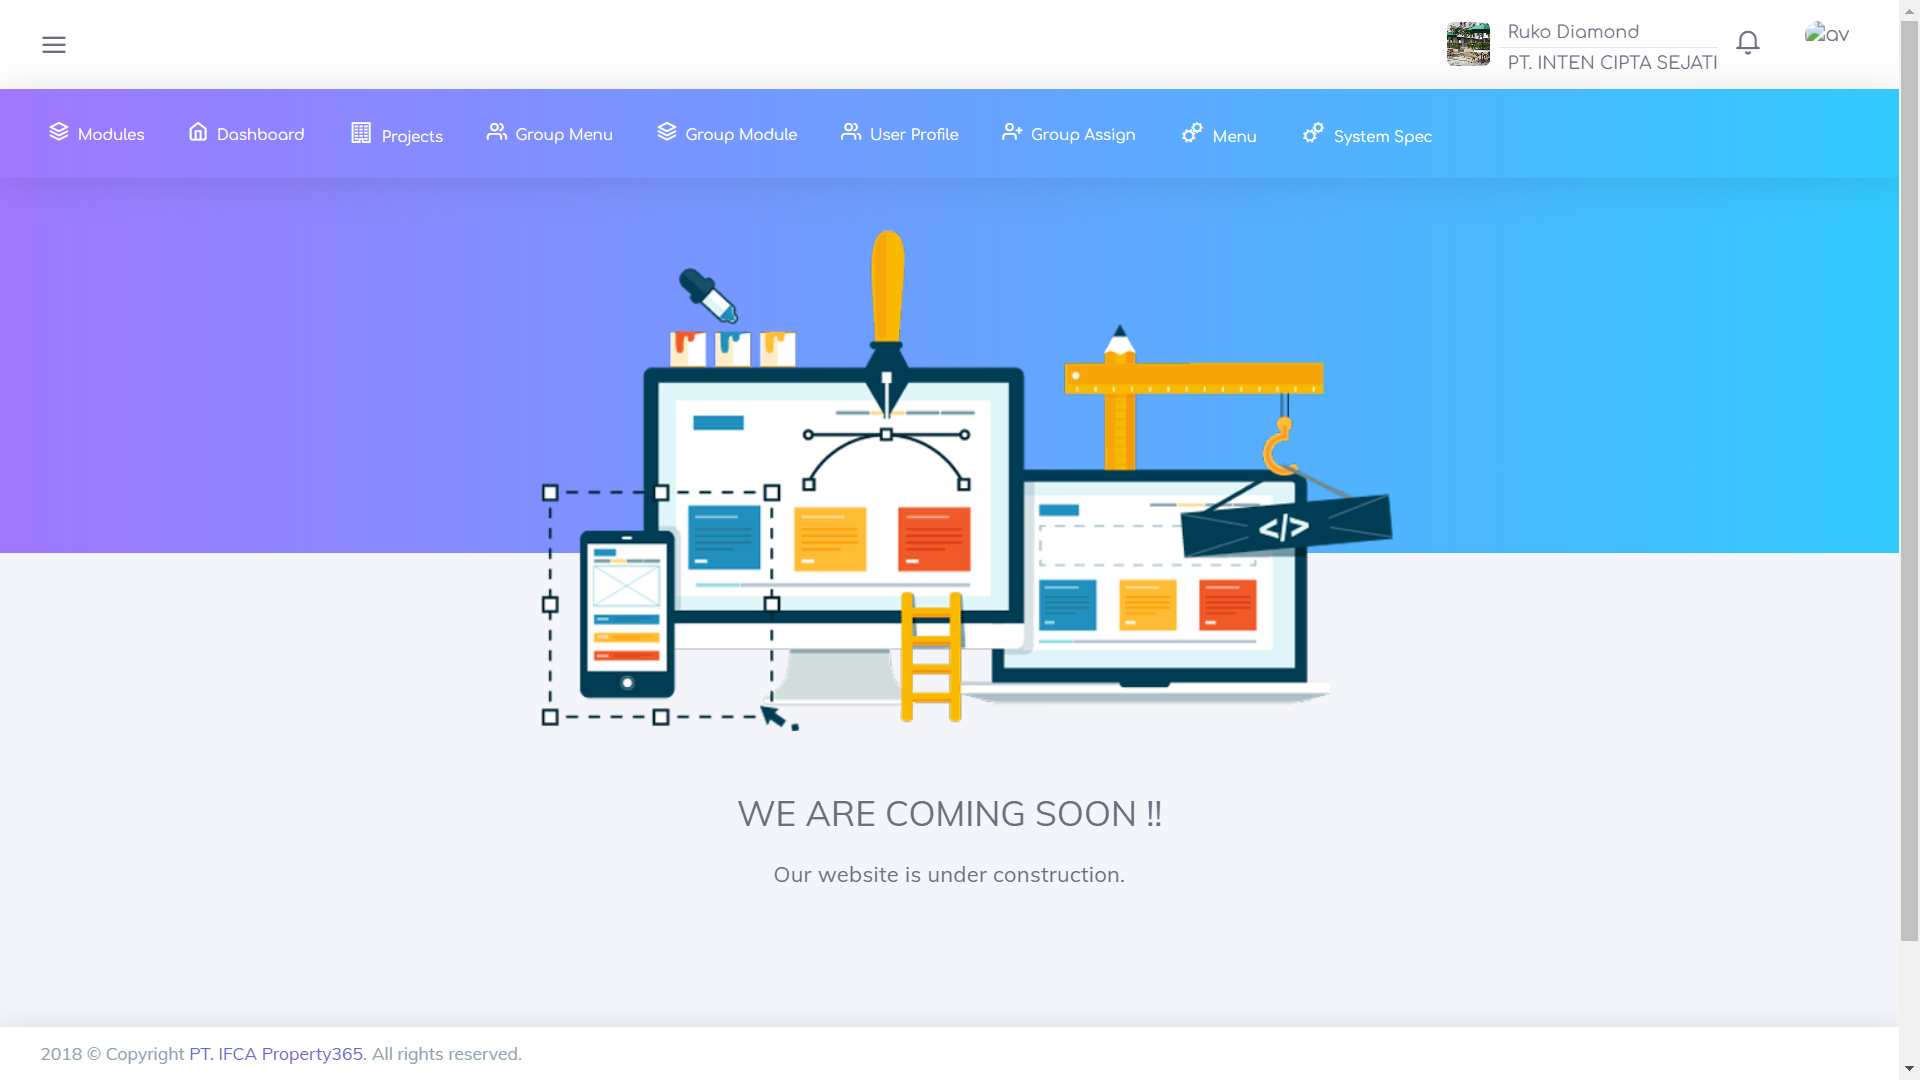 Ruko Diamond
PT. INTEN CIPTA SEJATI
av
Modules
Dashboard
Projects
Group Menu
Group Module
User Profile
Group Assign
Menu
System Spec
</>
WE ARE COMING SOON !!
Our website is under construction.
2018 © Copyright PT. IFCA Property365. All rights reserved.